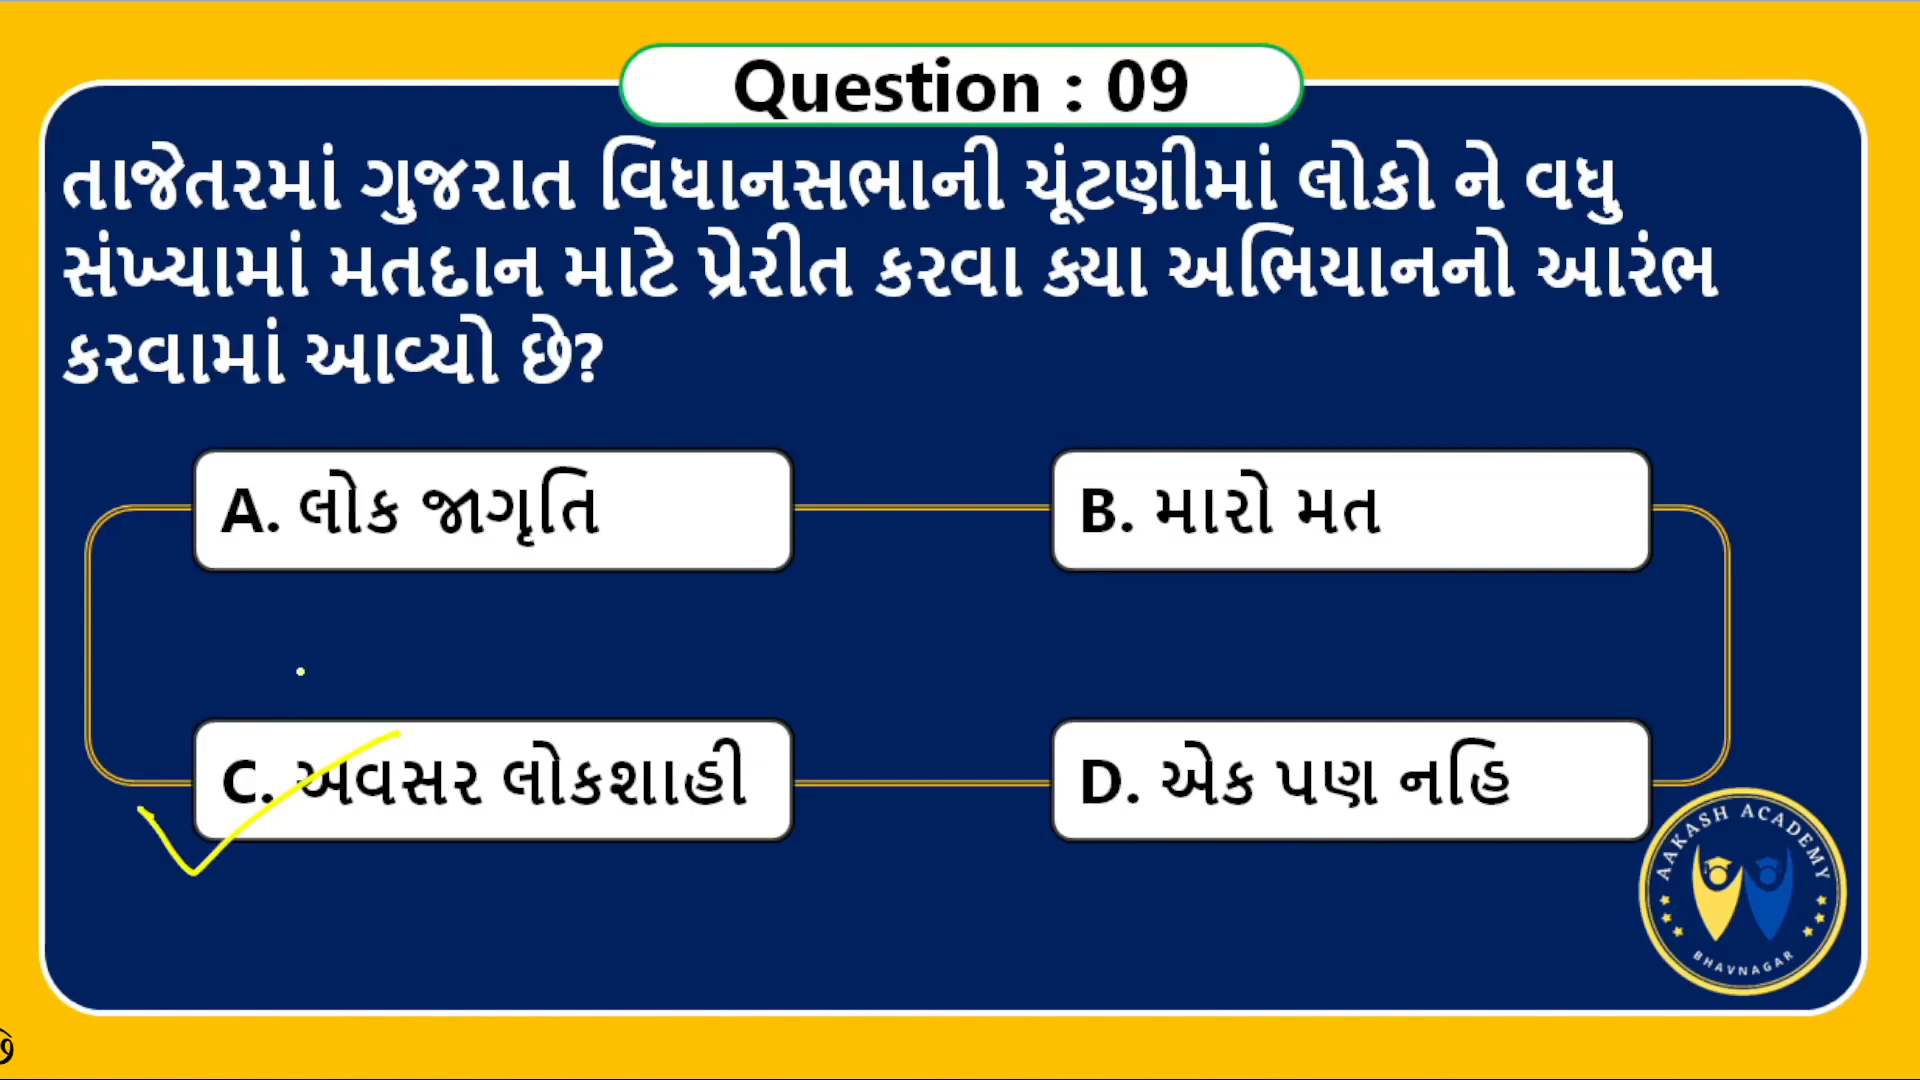 Question : 09
તાજેતરમાં ગુજરાત વિધાનસભાની ચૂંટણીમાં લોકો ને વધુ
સંખ્યામાં મતદાન માટે પ્રેરીત કરવા ક્યા અભિયાનનો આરંભ
કરવામાં આવ્યો છે?
A. લોક જાગૃતિ
B. મારો મત
C. અવસર લોકશાહી
D. એક પણ નહિ
AAKASH ACADEMY
BHAVNAGAR